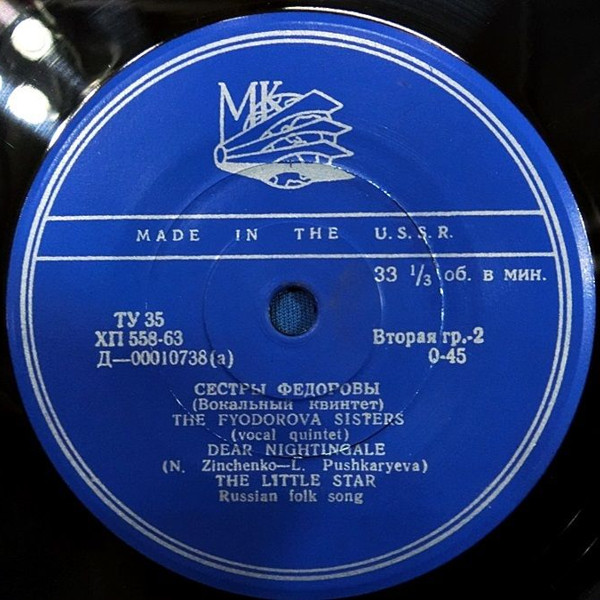 МК
MADE IN THE U.S.S.R.
33 ⅓ об. в мин.
ТУ 35
ХП 558-63
Д—00010738(а)
Вторая гр.-2
0-45
СЕСТРЫ ФЕДОРОВЫ
(Вокальный квинтет)
THE FYODOROVA SISTERS
(vocal quintet)
DEAR NIGHTINGALE
(N. Zinchenko—L. Pushkaryeva)
THE LITTLE STAR
Russian folk song